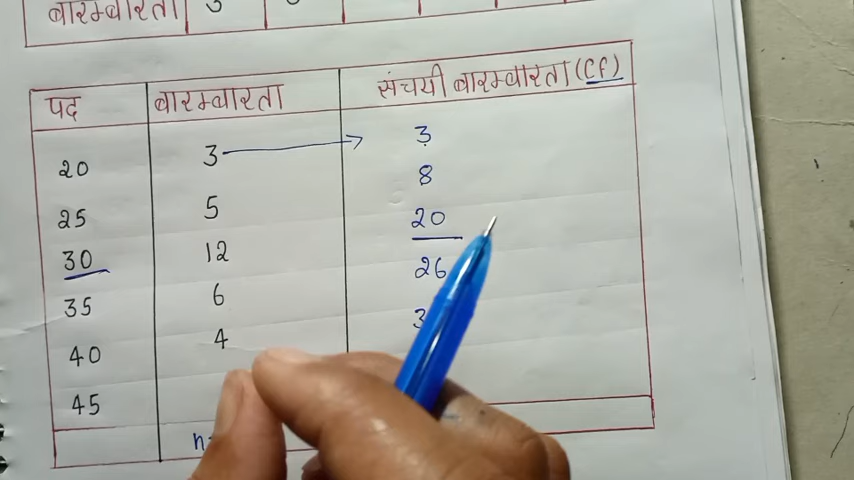 बारम्बारता 3
पद बारम्बारता संचयी बारम्बारता (Cf)
20 3 3
25 5 8
30 12 20
35 6 26
40 4
45